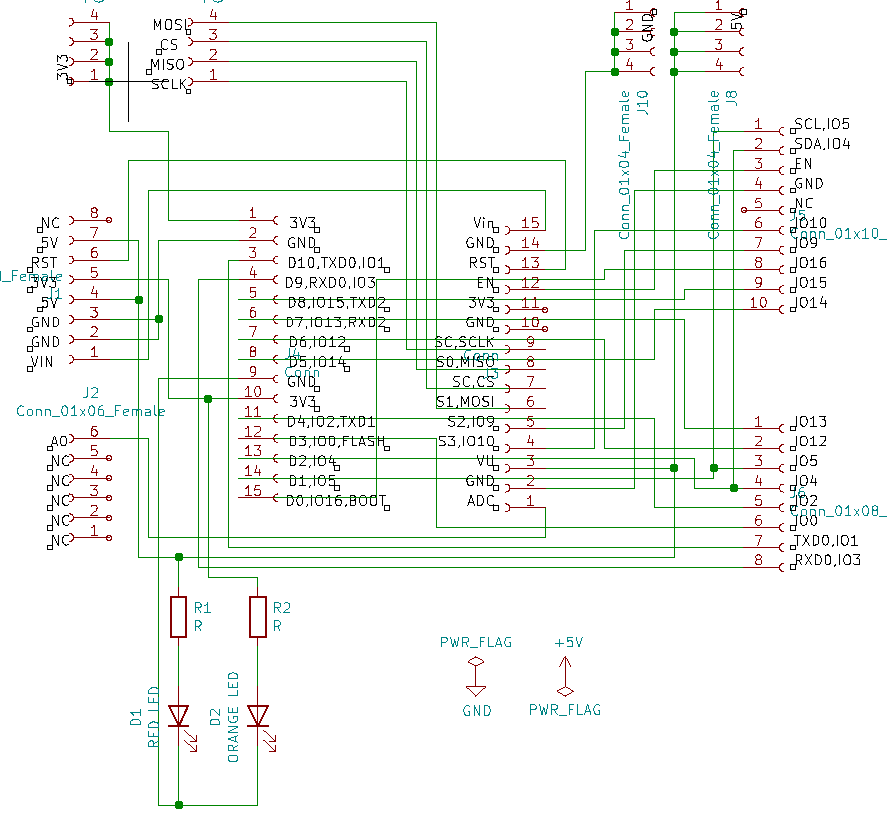 4
3
2
1
3V3
MOSI
CS
MISO
SCLK
4
3
2
1
1
2
3
4
GND
J10
Conn_01x04_Female
1
2
3
4
5V
J8
Conn_01x04_Female
1 SCL,IO5
2 SDA,IO4
3 EN
4 GND
5 NC
6 IO10
7 IO9
8 IO16
9 IO15
10 IO14
J5
Conn_01x10_
NC 8
5V 7
RST 6
3V3 5
5V 4
GND 3
GND 2
VIN 1
_Female
J1
1 3V3
2 GND
3 D10,TXD0,IO1
4 D9,RXD0,IO3
5 D8,IO15,TXD2
6 D7,IO13,RXD2
7 D6,IO12
8 D5,IO14
9 GND
10 3V3
11 D4,IO2,TXD1
12 D3,IO0,FLASH
13 D2,IO4
14 D1,IO5
15 D0,IO16,BOOT
J4
Conn
Vin 15
GND 14
RST 13
EN 12
3V3 11
GND 10
SC,SCLK 9
S0,MISO 8
SC,CS 7
S1,MOSI 6
S2,IO9 5
S3,IO10 4
VU 3
GND 2
ADC 1
Conn
J3
J2
Conn_01x06_Female
A0 6
NC 5
NC 4
NC 3
NC 2
NC 1
1 IO13
2 IO12
3 IO5
4 IO4
5 IO2
6 IO0
7 TXD0,IO1
8 RXD0,IO3
J6
Conn_01x08_
R1
R
R2
R
D1
RED LED
D2
ORANGE LED
PWR_FLAG
GND
+5V
PWR_FLAG